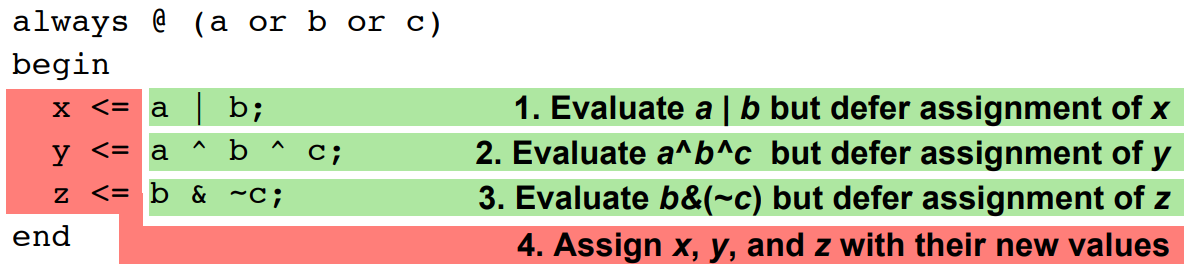 always @ (a or b or c)
begin
x <= a | b; 1. Evaluate a | b but defer assignment of x
y <= a ^ b ^ c; 2. Evaluate a^b^c but defer assignment of y
z <= b & ~c; 3. Evaluate b&(~c) but defer assignment of z
end 4. Assign x, y, and z with their new values